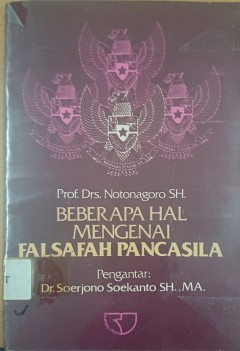 Prof. Drs. Notonagoro SH.
BEBERAPA HAL
MENGENAI
FALSAFAH PANCASILA
Pengantar:
Dr. Soerjono Soekanto SH., MA.